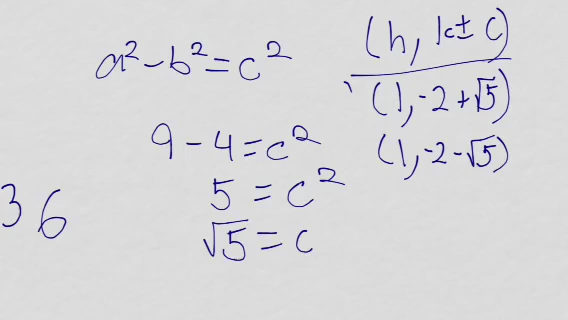 a² - b² = c²
9 - 4 = c²
5 = c²
√5 = c
36
(h, k ± c)
(1, -2 + √5)
(1, -2 - √5)